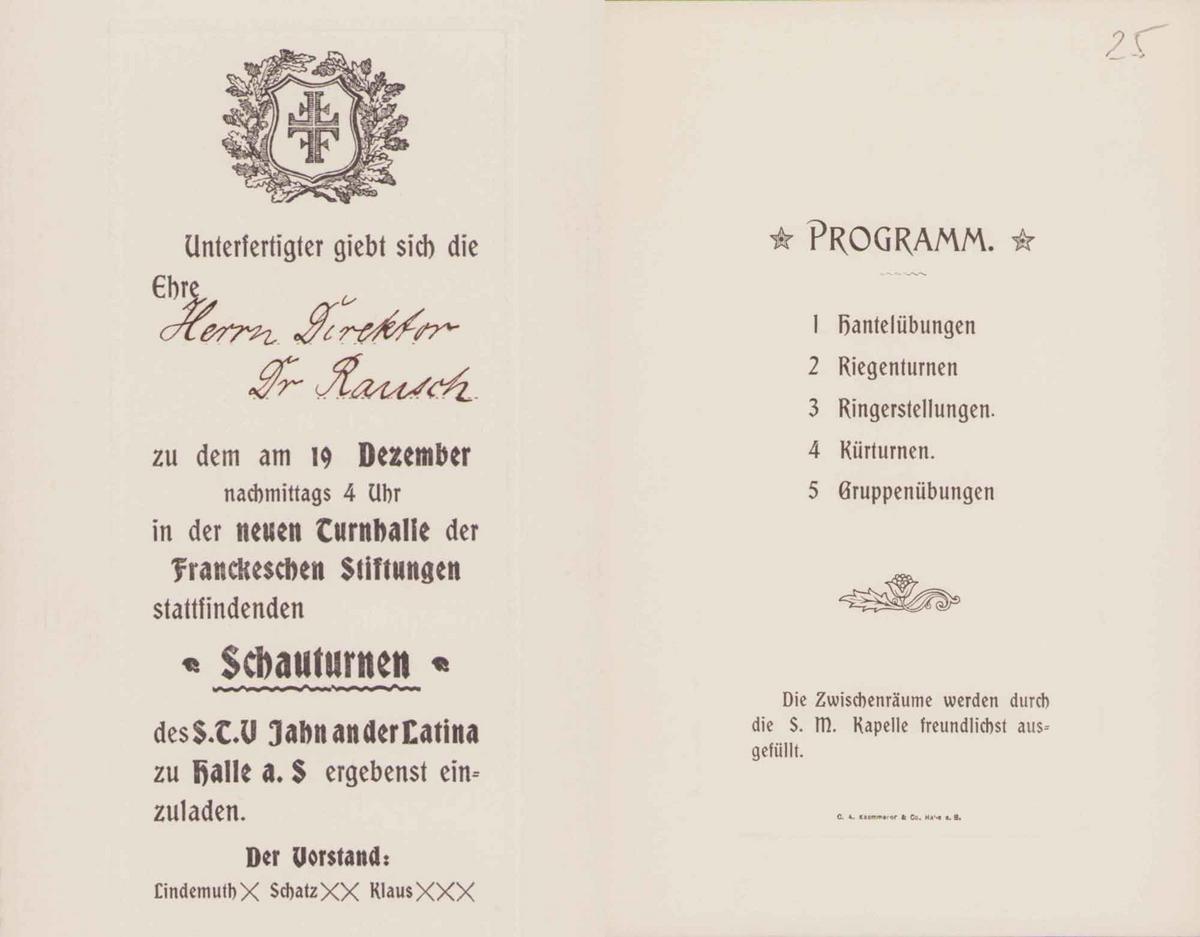 Unterfertigter giebt sich die
Ehre
Herrn Direktor
Dr Rausch
zu dem am 19 Dezember
nachmittags 4 Uhr
in der neuen Turnhalle der
Franckeschen Stiftungen
stattfindenden
Schauturnen
des S.T.V Jahn an der Latina
zu Halle a. S ergebenst ein=
zuladen.
Der Vorstand:
Lindemuth X Schatz XX Klaus XXX
25
PROGRAMM.
1 Hantelübungen
2 Riegenturnen
3 Ringerstellungen.
4 Kürturnen.
5 Gruppenübungen
Die Zwischenräume werden durch
die S. M. Kapelle freundlichst aus=
gefüllt.
C. A. Kaemmerer & Co. Halle a. S.